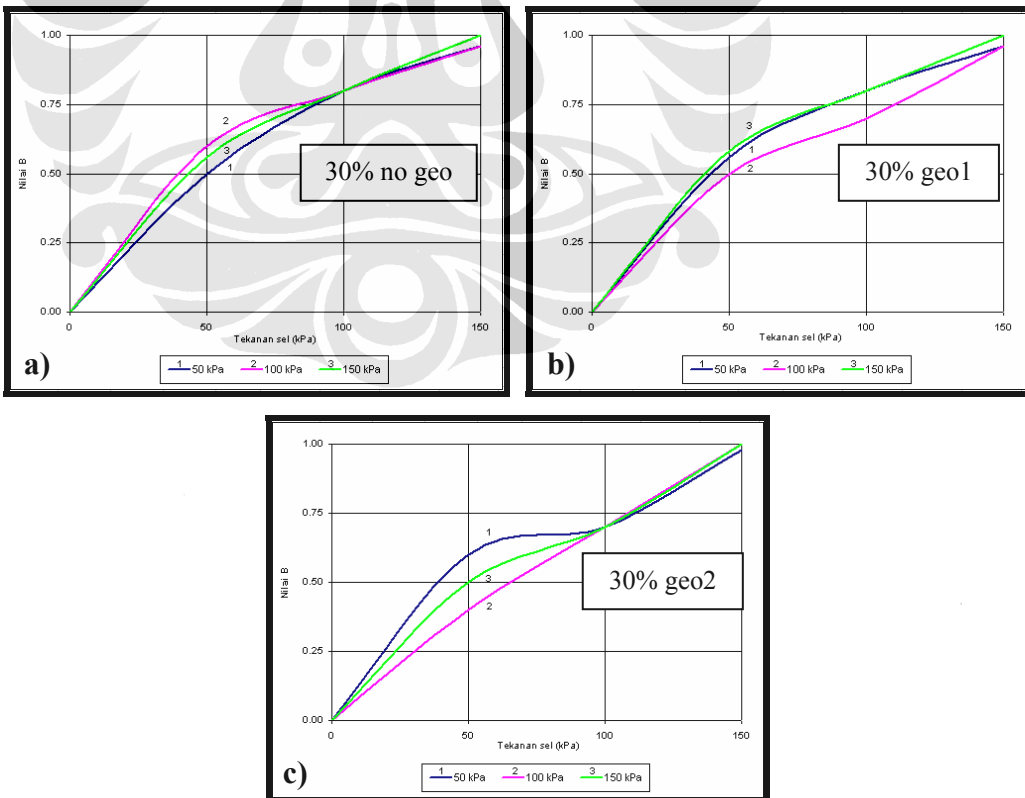 1.00
0.75
0.50
0.25
0.00
Nilai B
2
3
1
30% no geo
0 50 100 150
Tekanan sel (kPa)
a)
1 50 kPa 2 100 kPa 3 150 kPa
1.00
0.75
0.50
0.25
0.00
Nilai B
3
1
2
30% geo1
0 50 100 150
Tekanan sel (kPa)
b)
1 50 kPa 2 100 kPa 3 150 kPa
1.00
0.75
0.50
0.25
0.00
Nilai B
1
3
2
30% geo2
0 50 100 150
Tekanan sel (kPa)
c)
1 50 kPa 2 100 kPa 3 150 kPa